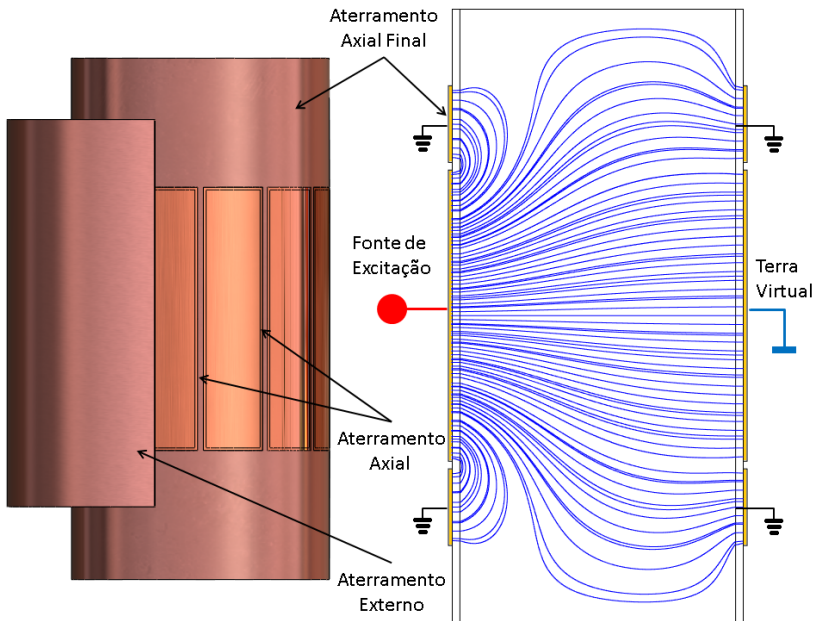 Aterramento
Axial Final
Fonte de
Excitação
Terra
Virtual
Aterramento
Axial
Aterramento
Externo